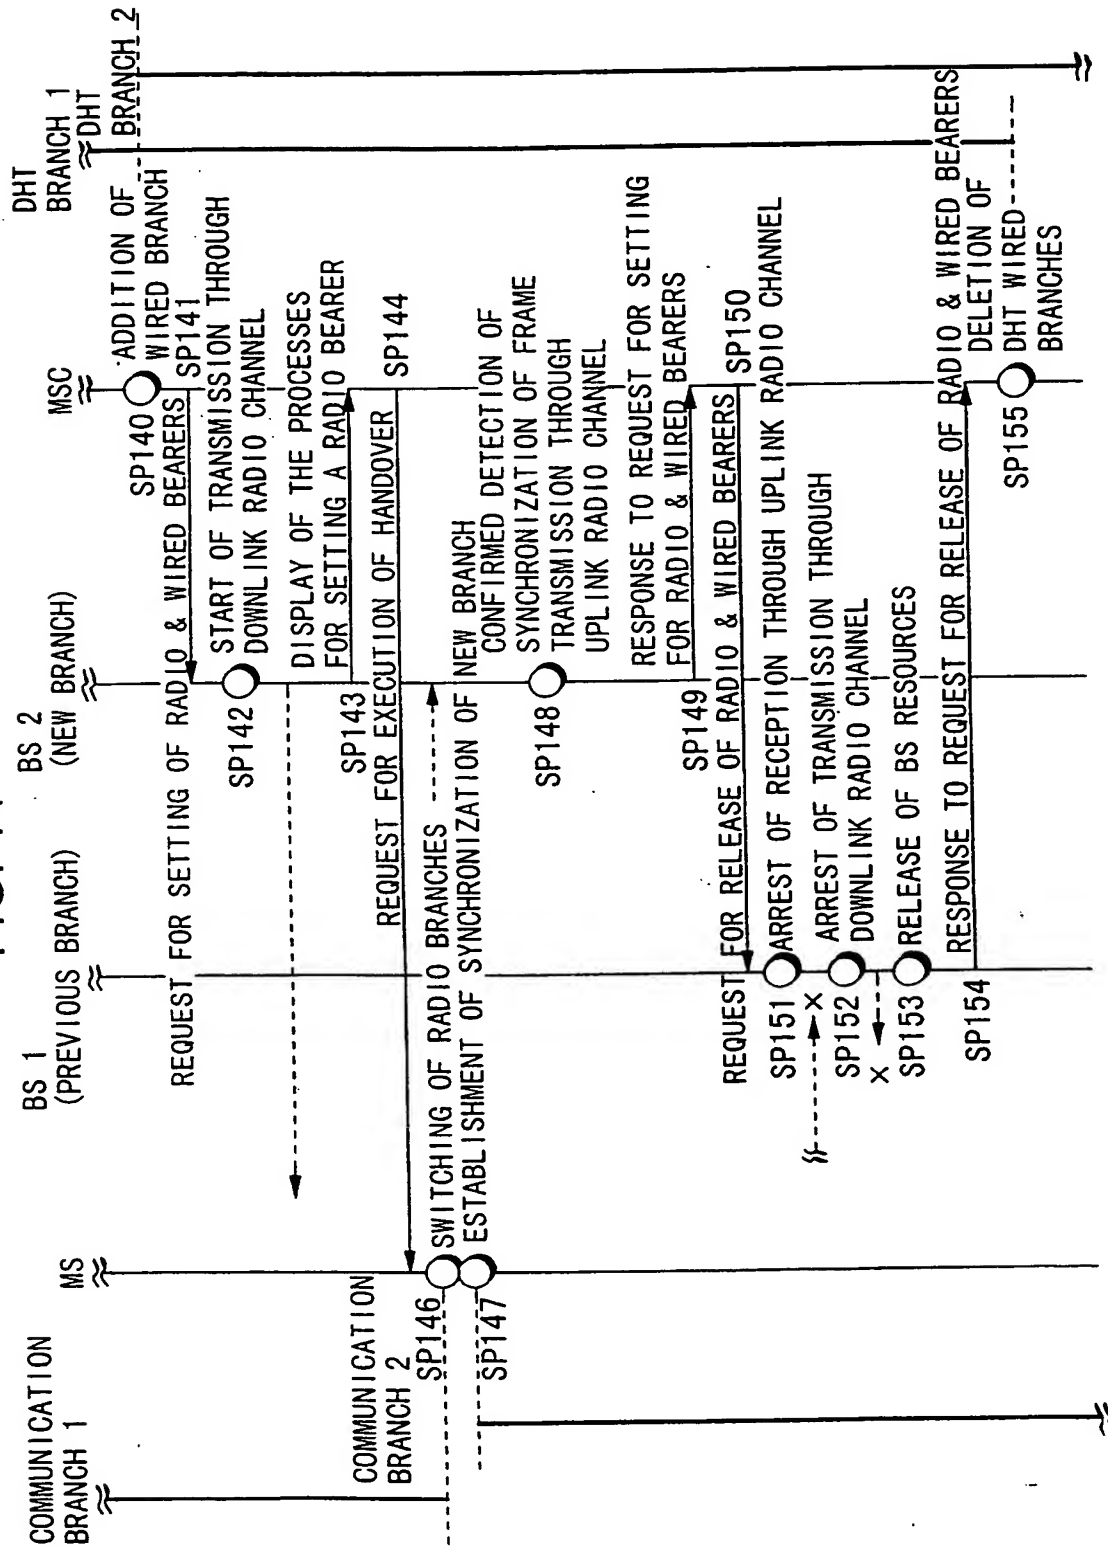 COMMUNICATION
BRANCH 1
MS
BS 1
(PREVIOUS BRANCH)
BS 2
(NEW BRANCH)
MSC
DHT
BRANCH 1
DHT
BRANCH 2
SP140
ADDITION OF
WIRED BRANCH
REQUEST FOR SETTING OF RADIO & WIRED BEARERS
SP141
SP142
START OF TRANSMISSION THROUGH
DOWNLINK RADIO CHANNEL
DISPLAY OF THE PROCESSES
FOR SETTING A RADIO BEARER
SP143
REQUEST FOR EXECUTION OF HANDOVER
SP144
COMMUNICATION
BRANCH 2
SP146
SWITCHING OF RADIO BRANCHES
SP147
ESTABLISHMENT OF SYNCHRONIZATION OF NEW BRANCH
SP148
CONFIRMED DETECTION OF
SYNCHRONIZATION OF FRAME
TRANSMISSION THROUGH
UPLINK RADIO CHANNEL
RESPONSE TO REQUEST FOR SETTING
FOR RADIO & WIRED BEARERS
SP149
REQUEST FOR RELEASE OF RADIO & WIRED BEARERS
SP150
SP151
ARREST OF RECEPTION THROUGH UPLINK RADIO CHANNEL
X
SP152
ARREST OF TRANSMISSION THROUGH
DOWNLINK RADIO CHANNEL
X
SP153
RELEASE OF BS RESOURCES
SP154
RESPONSE TO REQUEST FOR RELEASE OF RADIO & WIRED BEARERS
SP155
DELETION OF
DHT WIRED
BRANCHES